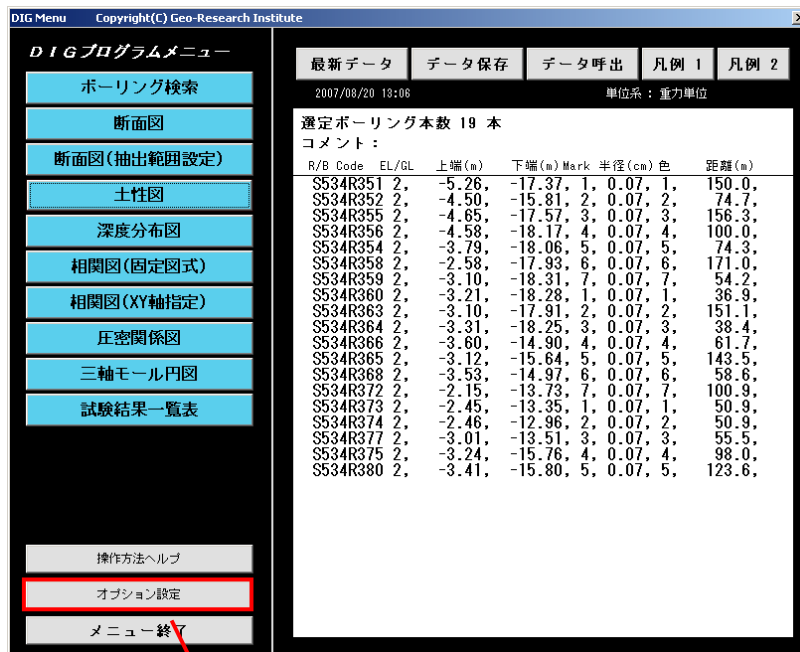 DIG Menu Copyright(C) Geo-Research Institute
DIGプログラムメニュー
ボーリング検索
断面図
断面図(抽出範囲設定)
土性図
深度分布図
相関図(固定図式)
相関図(XY軸指定)
圧密関係図
三軸モール円図
試験結果一覧表
操作方法ヘルプ
オプション設定
メニュー終了
最新データ データ保存 データ呼出 凡例 1 凡例 2
2007/08/20 13:06 単位系 : 重力単位
選定ボーリング本数 19 本
コメント :
R/B Code EL/GL 上端(m) 下端(m) Mark 半径(cm) 色 距離(m)
S534R351 2, -5.26, -17.37, 1, 0.07, 1, 150.0,
S534R352 2, -4.50, -15.81, 2, 0.07, 2, 74.7,
S534R355 2, -4.65, -17.57, 3, 0.07, 3, 156.3,
S534R356 2, -4.58, -18.17, 4, 0.07, 4, 100.0,
S534R354 2, -3.79, -18.06, 5, 0.07, 5, 74.3,
S534R358 2, -2.58, -17.93, 6, 0.07, 6, 171.0,
S534R359 2, -3.10, -18.31, 7, 0.07, 7, 54.2,
S534R360 2, -3.21, -18.28, 1, 0.07, 1, 36.9,
S534R363 2, -3.10, -17.91, 2, 0.07, 2, 151.1,
S534R364 2, -3.31, -18.25, 3, 0.07, 3, 38.4,
S534R366 2, -3.60, -14.90, 4, 0.07, 4, 61.7,
S534R365 2, -3.12, -15.64, 5, 0.07, 5, 143.5,
S534R368 2, -3.53, -14.97, 6, 0.07, 6, 58.6,
S534R372 2, -2.15, -13.73, 7, 0.07, 7, 100.9,
S534R373 2, -2.45, -13.35, 1, 0.07, 1, 50.9,
S534R374 2, -2.46, -12.96, 2, 0.07, 2, 50.9,
S534R377 2, -3.01, -13.51, 3, 0.07, 3, 55.5,
S534R375 2, -3.24, -15.76, 4, 0.07, 4, 98.0,
S534R380 2, -3.41, -15.80, 5, 0.07, 5, 123.6,